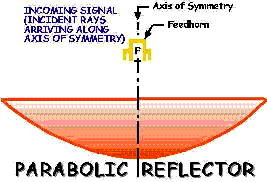 INCOMING SIGNAL
(INCIDENT RAYS
ARRIVING ALONG
AXIS OF SYMMETRY)
Axis of Symmetry
Feedhorn
F
PARABOLIC REFLECTOR